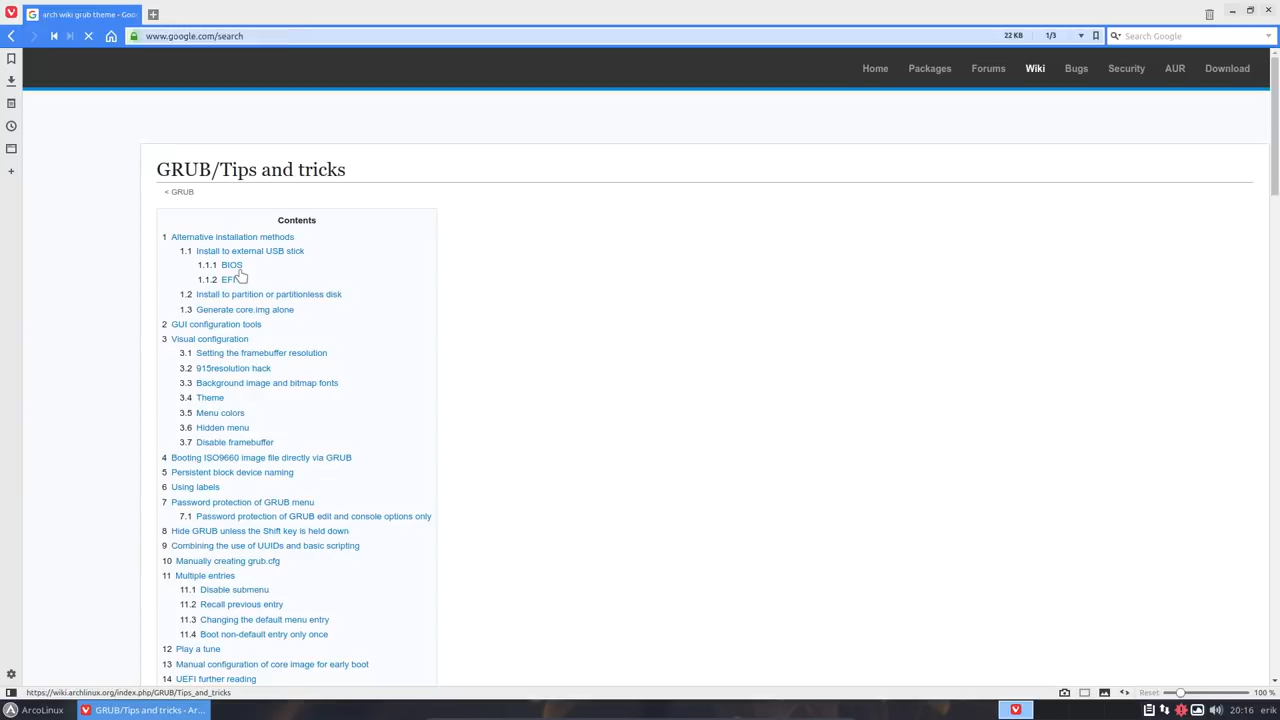 arch wiki grub theme - Goo
www.google.com/search
22 KB
1/3
Search Google
Home Packages Forums Wiki Bugs Security AUR Download
GRUB/Tips and tricks
< GRUB
Contents
1 Alternative installation methods
1.1 Install to external USB stick
1.1.1 BIOS
1.1.2 EFI
1.2 Install to partition or partitionless disk
1.3 Generate core.img alone
2 GUI configuration tools
3 Visual configuration
3.1 Setting the framebuffer resolution
3.2 915resolution hack
3.3 Background image and bitmap fonts
3.4 Theme
3.5 Menu colors
3.6 Hidden menu
3.7 Disable framebuffer
4 Booting ISO9660 image file directly via GRUB
5 Persistent block device naming
6 Using labels
7 Password protection of GRUB menu
7.1 Password protection of GRUB edit and console options only
8 Hide GRUB unless the Shift key is held down
9 Combining the use of UUIDs and basic scripting
10 Manually creating grub.cfg
11 Multiple entries
11.1 Disable submenu
11.2 Recall previous entry
11.3 Changing the default menu entry
11.4 Boot non-default entry only once
12 Play a tune
13 Manual configuration of core image for early boot
14 UEFI further reading
https://wiki.archlinux.org/index.php/GRUB/Tips_and_tricks
Reset
100 %
ArcoLinux
GRUB/Tips and tricks - Ar...
20:16 erik